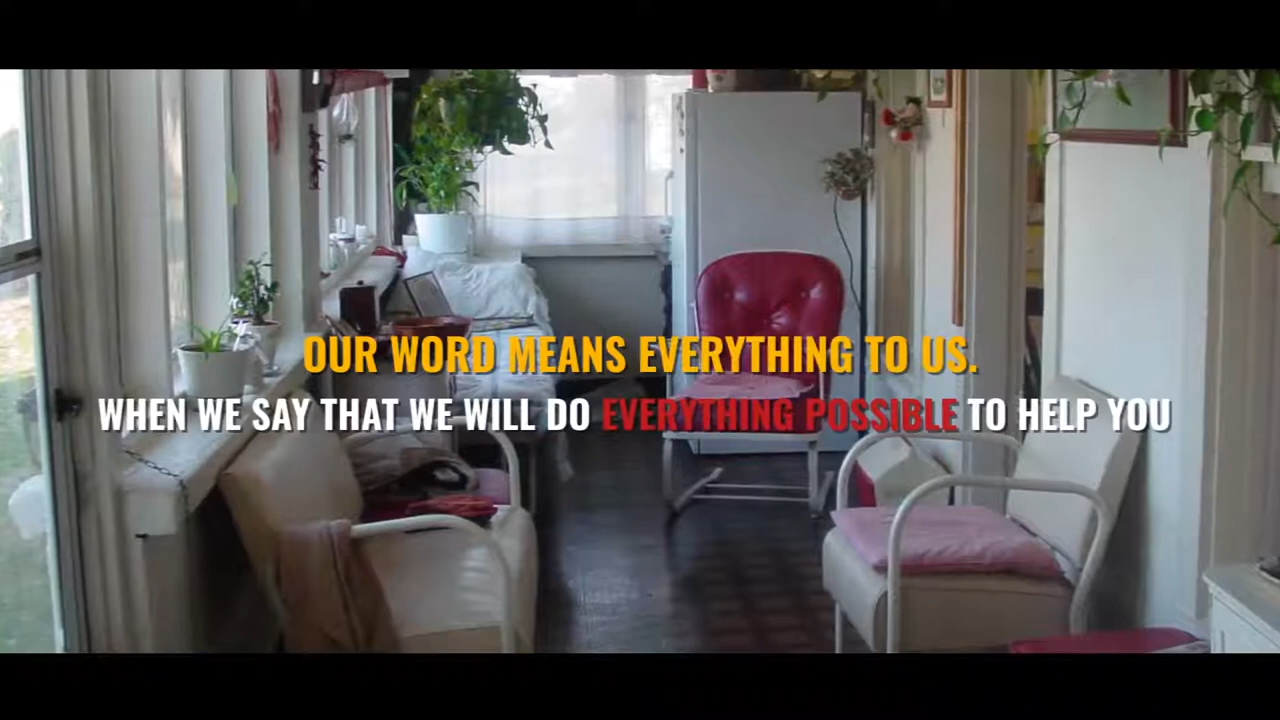 OUR WORD MEANS EVERYTHING TO US.
WHEN WE SAY THAT WE WILL DO EVERYTHING POSSIBLE TO HELP YOU